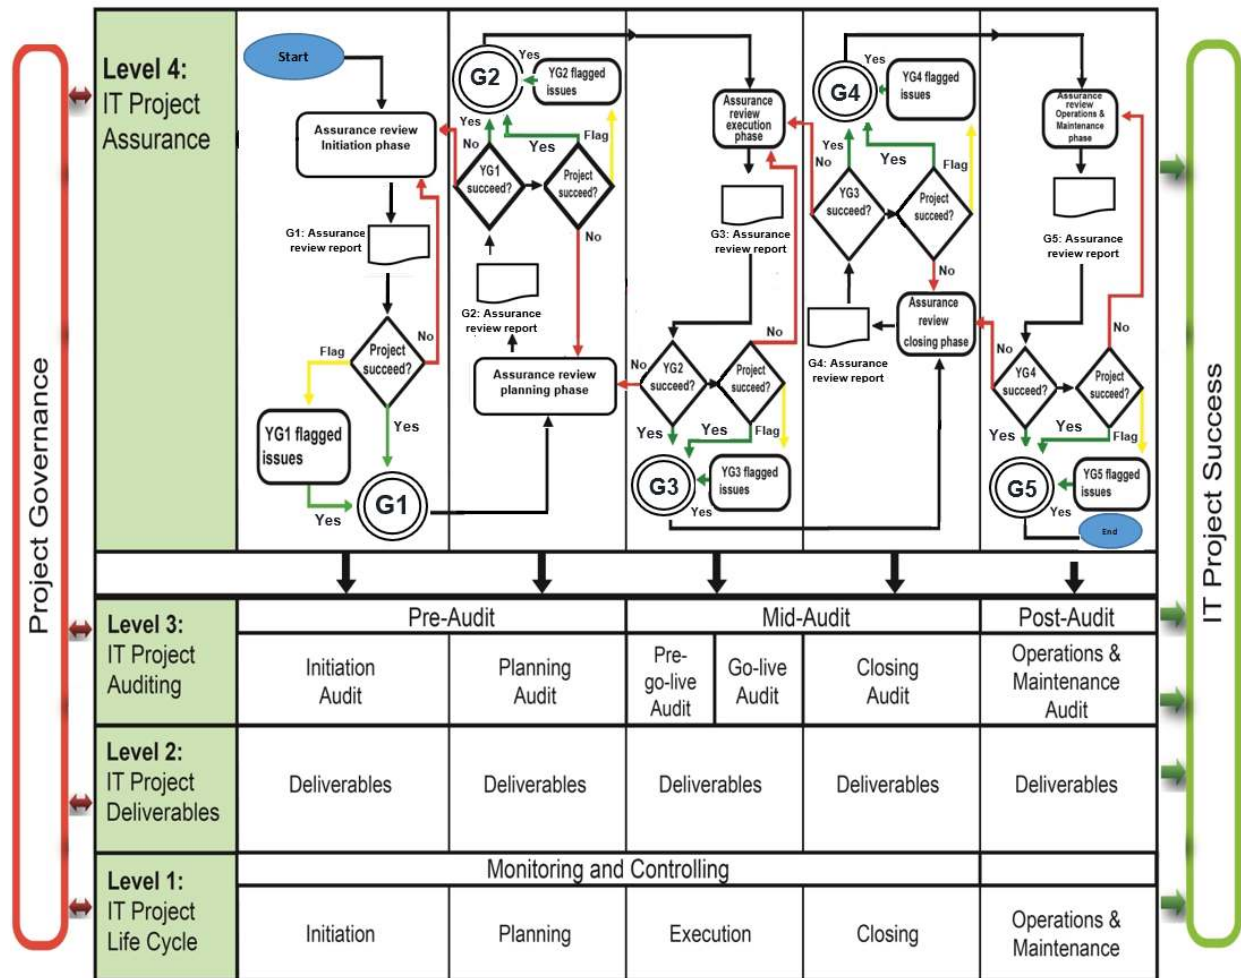 Project Governance
Level 4:
IT Project
Assurance
Start
Assurance review
Initiation phase
G1: Assurance
review report
Project
succeed?
No
Flag
Yes
YG1 flagged
issues
Yes
G1
G2
Yes
YG2 flagged
issues
Yes
No
Yes
Flag
YG1
succeed?
Project
succeed?
No
G2: Assurance
review report
Assurance review
planning phase
Assurance
review
execution
phase
G3: Assurance
review report
No
No
YG2
succeed?
Project
succeed?
Yes
Yes
Flag
G3
YG3 flagged
issues
Yes
G4
Yes
YG4 flagged
issues
Yes
No
Yes
Flag
YG3
succeed?
Project
succeed?
No
Assurance
review
closing phase
G4: Assurance
review report
Assurance
review
Operations &
Maintenance
phase
G5: Assurance
review report
No
No
YG4
succeed?
Project
succeed?
Yes
Yes
Flag
G5
YG5 flagged
issues
Yes
End
Level 3:
IT Project
Auditing
Pre-Audit
Mid-Audit
Post-Audit
Initiation
Audit
Planning
Audit
Pre-
go-live
Audit
Go-live
Audit
Closing
Audit
Operations &
Maintenance
Audit
Level 2:
IT Project
Deliverables
Deliverables
Deliverables
Deliverables
Deliverables
Deliverables
Level 1:
IT Project
Life Cycle
Monitoring and Controlling
Initiation
Planning
Execution
Closing
Operations &
Maintenance
IT Project Success